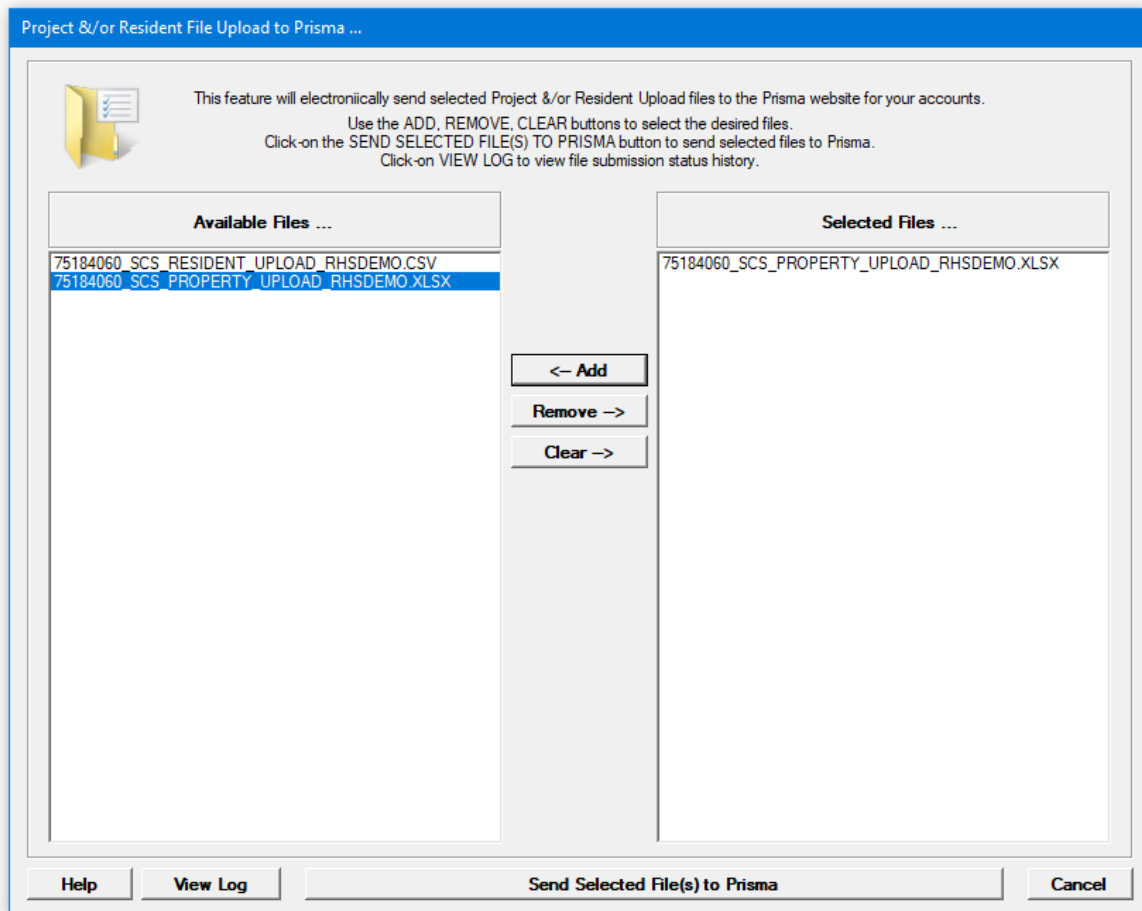 Project &/or Resident File Upload to Prisma ...
This feature will electroniically send selected Project &/or Resident Upload files to the Prisma website for your accounts.
Use the ADD, REMOVE, CLEAR buttons to select the desired files.
Click-on the SEND SELECTED FILE(S) TO PRISMA button to send selected files to Prisma.
Click-on VIEW LOG to view file submission status history.
Available Files ...
75184060_SCS_RESIDENT_UPLOAD_RHSDEMO.CSV
75184060_SCS_PROPERTY_UPLOAD_RHSDEMO.XLSX
<-- Add
Remove -->
Clear -->
Selected Files ...
75184060_SCS_PROPERTY_UPLOAD_RHSDEMO.XLSX
Help
View Log
Send Selected File(s) to Prisma
Cancel